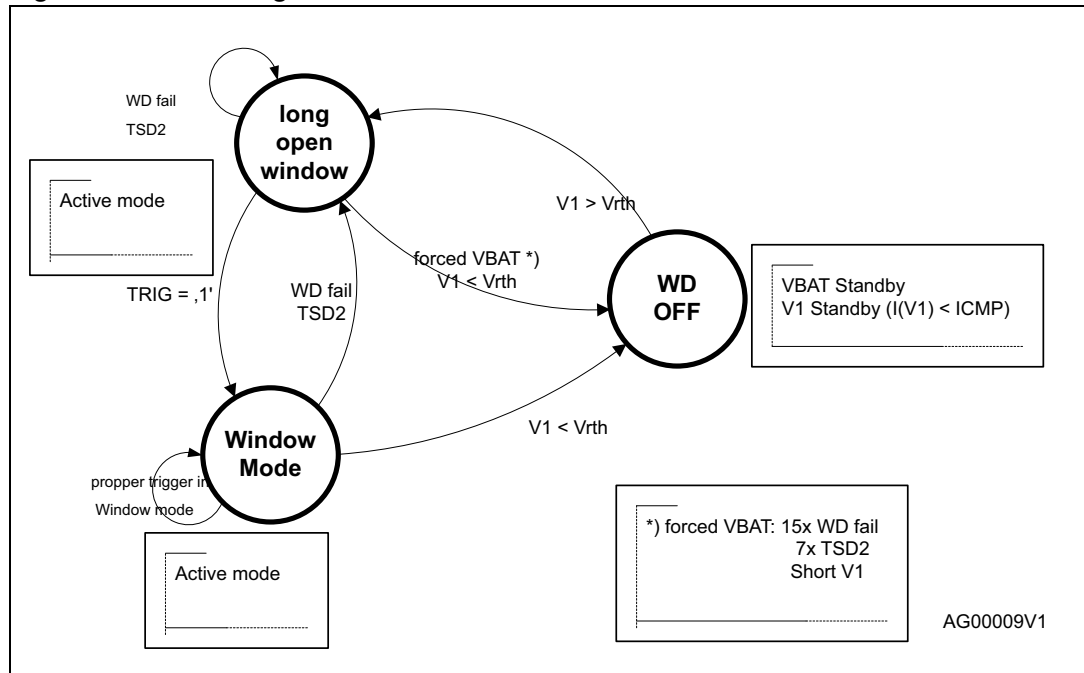 WD fail
TSD2
long
open
window
Active mode
V1 > Vrth
forced VBAT *)
V1 < Vrth
WD
OFF
VBAT Standby
V1 Standby (I(V1) < ICMP)
TRIG = ‚1'
WD fail
TSD2
V1 < Vrth
Window
Mode
propper trigger in
Window mode
Active mode
*) forced VBAT: 15x WD fail
7x TSD2
Short V1
AG00009V1